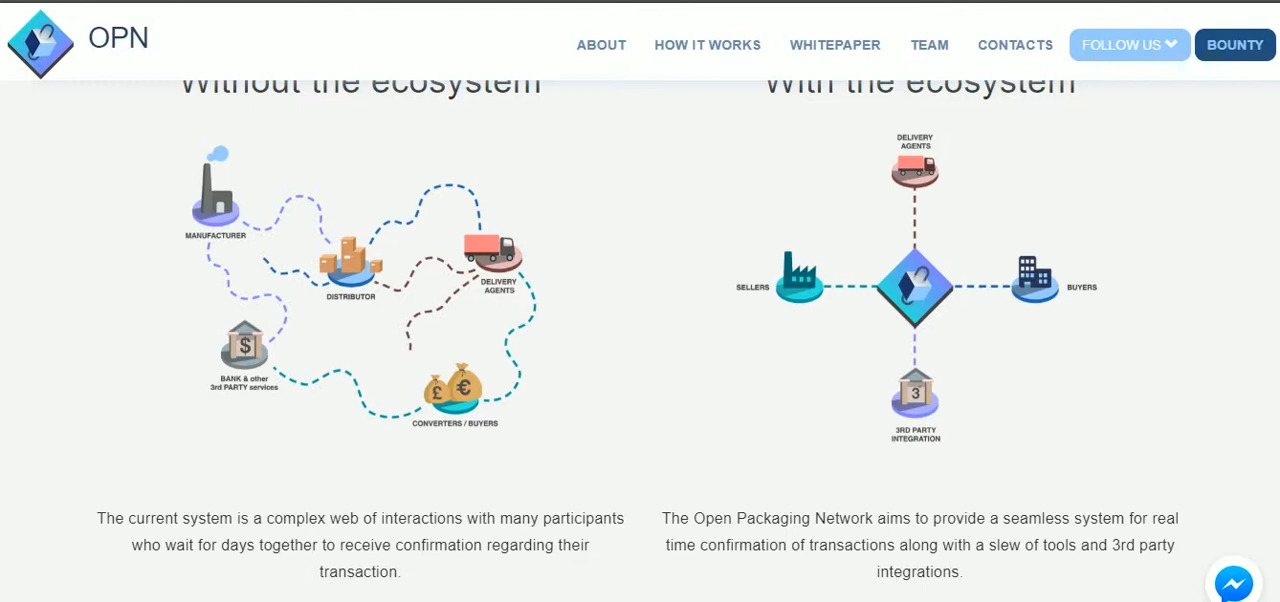 OPN
ABOUT
HOW IT WORKS
WHITEPAPER
TEAM
CONTACTS
FOLLOW US
BOUNTY
Without the ecosystem
MANUFACTURER
DISTRIBUTOR
DELIVERY
AGENTS
$
BANK & other
3rd PARTY services
£ €
CONVERTERS / BUYERS
The current system is a complex web of interactions with many participants
who wait for days together to receive confirmation regarding their
transaction.
With the ecosystem
DELIVERY
AGENTS
SELLERS
BUYERS
3
3RD PARTY
INTEGRATION
The Open Packaging Network aims to provide a seamless system for real
time confirmation of transactions along with a slew of tools and 3rd party
integrations.